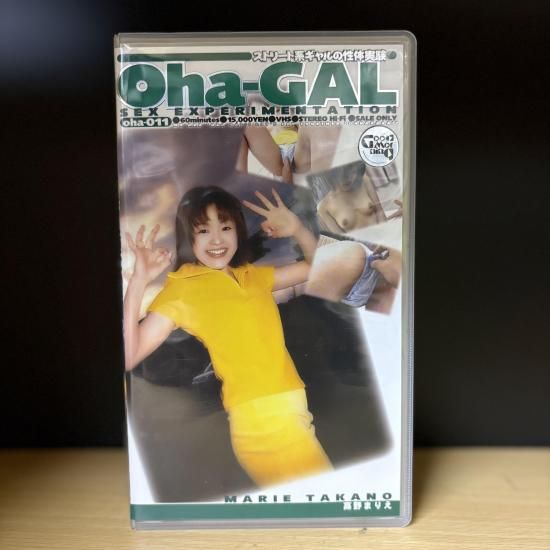 ストリート系ギャルの性体実験
Oha-GAL
SEX EXPERIMENTATION
oha-011 ●60minutes●15,000YEN●VHS●STEREO HI-FI ●SALE ONLY
MARIE TAKANO
高野まりえ